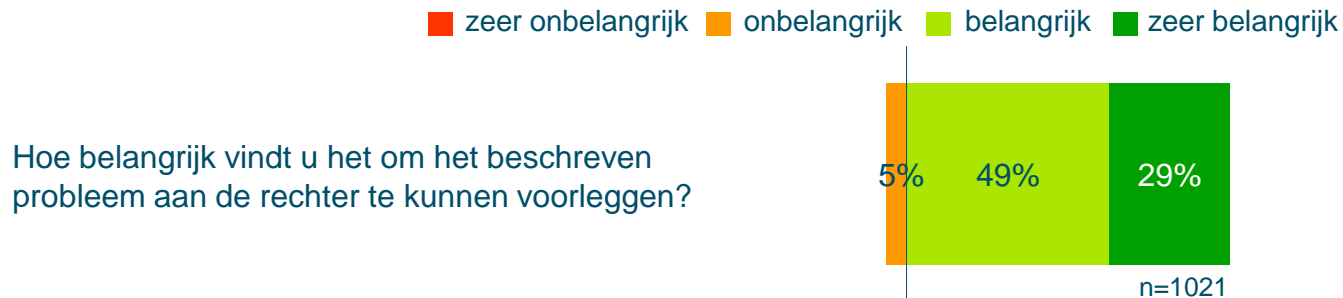 zeer onbelangrijk onbelangrijk belangrijk zeer belangrijk
Hoe belangrijk vindt u het om het beschreven
probleem aan de rechter te kunnen voorleggen?
5% 49% 29%
n=1021